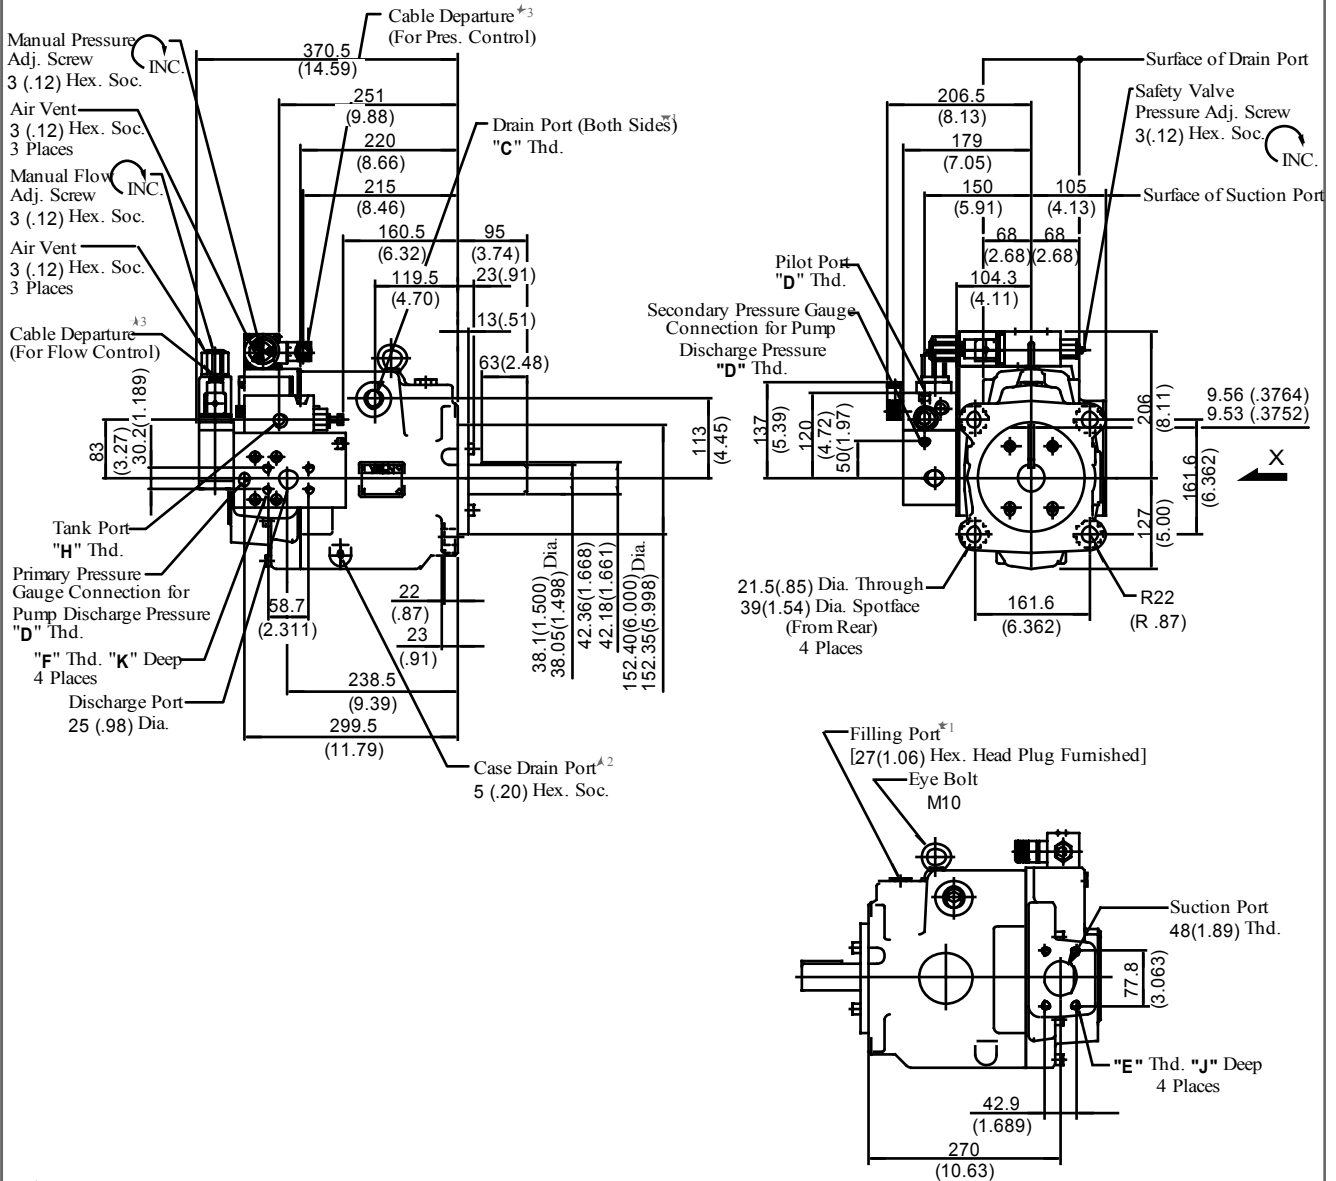 Cable Departure*3
(For Pres. Control)
Manual Pressure
Adj. Screw
3 (.12) Hex. Soc.
INC.
Air Vent
3 (.12) Hex. Soc.
3 Places
Manual Flow
Adj. Screw
3 (.12) Hex. Soc.
INC.
Air Vent
3 (.12) Hex. Soc.
3 Places
Cable Departure*3
(For Flow Control)
370.5
(14.59)
251
(9.88)
220
(8.66)
215
(8.46)
160.5
(6.32)
95
(3.74)
119.5
(4.70)
23(.91)
13(.51)
63(2.48)
Drain Port (Both Sides)*1
"C" Thd.
83
(3.27)
30.2(1.189)
113
(4.45)
Tank Port
"H" Thd.
Primary Pressure
Gauge Connection for
Pump Discharge Pressure
"D" Thd.
"F" Thd. "K" Deep
4 Places
Discharge Port
25 (.98) Dia.
58.7
(2.311)
22
(.87)
23
(.91)
238.5
(9.39)
299.5
(11.79)
38.1(1.500)
38.05(1.498) Dia.
42.36(1.668)
42.18(1.661)
152.40(6.000)
152.35(5.998) Dia.
Case Drain Port*2
5 (.20) Hex. Soc.
Surface of Drain Port
206.5
(8.13)
Safety Valve
Pressure Adj. Screw
3(.12) Hex. Soc.
INC.
179
(7.05)
150
(5.91)
105
(4.13)
Surface of Suction Port
68
(2.68)
68
(2.68)
104.3
(4.11)
Pilot Port
"D" Thd.
Secondary Pressure Gauge
Connection for Pump
Discharge Pressure
"D" Thd.
137
(5.39)
120
(4.72)
50(1.97)
206
(8.11)
9.56 (.3764)
9.53 (.3752)
161.6
(6.362)
X
127
(5.00)
21.5(.85) Dia. Through
39(1.54) Dia. Spotface
(From Rear)
4 Places
161.6
(6.362)
R22
(R .87)
Filling Port*1
[27(1.06) Hex. Head Plug Furnished]
Eye Bolt
M10
Suction Port
48(1.89) Thd.
77.8
(3.063)
"E" Thd. "J" Deep
4 Places
42.9
(1.689)
270
(10.63)